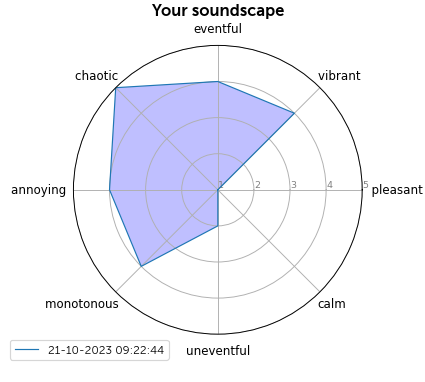 Your soundscape
eventful
chaotic
vibrant
annoying
1
2
3
4
5
pleasant
monotonous
calm
uneventful
21-10-2023 09:22:44